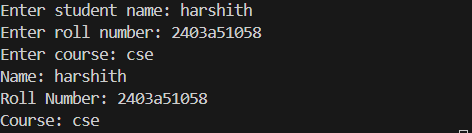 Enter student name: harshith
Enter roll number: 2403a51058
Enter course: cse
Name: harshith
Roll Number: 2403a51058
Course: cse